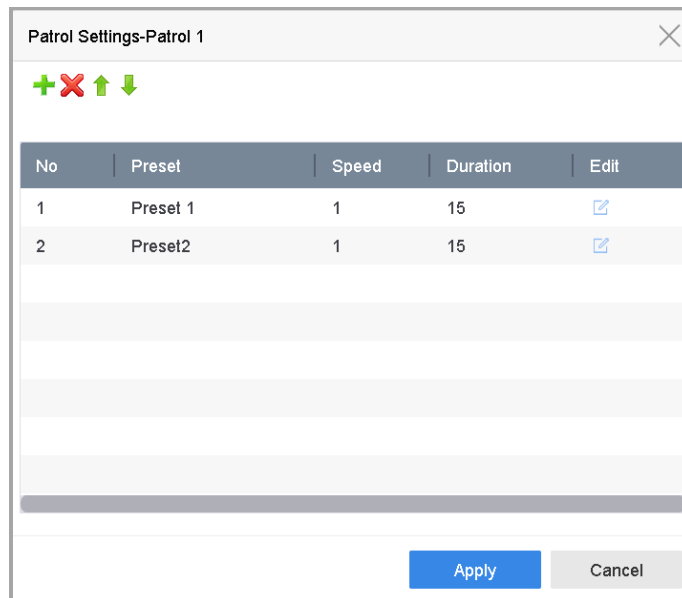 Patrol Settings-Patrol 1
No Preset Speed Duration Edit
1 Preset 1 1 15
2 Preset2 1 15
Apply Cancel